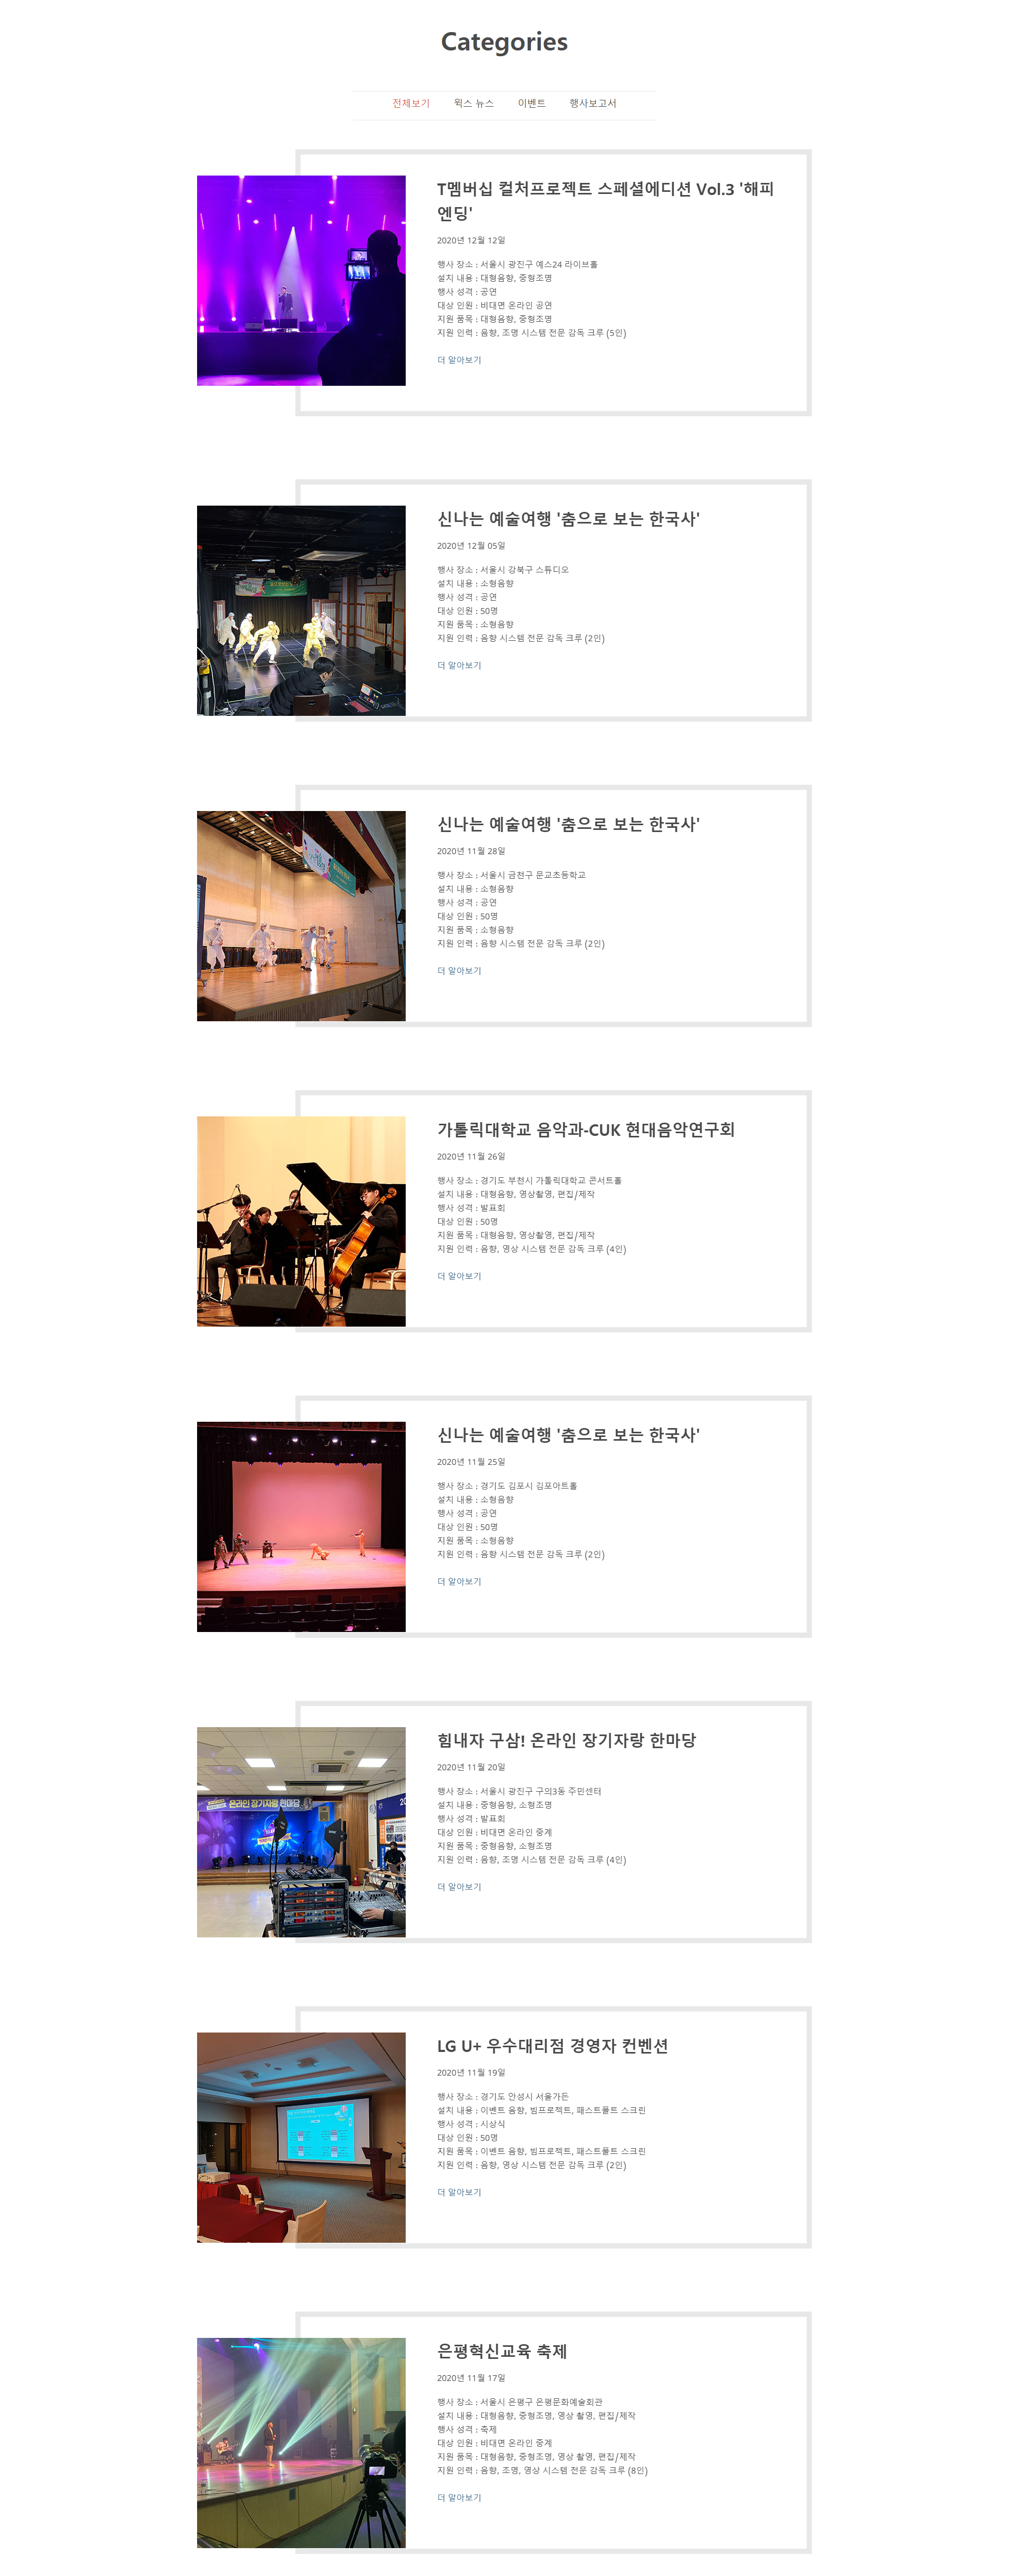 Categories
전체보기 윅스 뉴스 이벤트 행사보고서
T멤버십 컬처프로젝트 스페셜에디션 Vol.3 '해피
엔딩'
2020년 12월 12일
행사 장소 : 서울시 광진구 예스24 라이브홀
설치 내용 : 대형음향, 중형조명
행사 성격 : 공연
대상 인원 : 비대면 온라인 공연
지원 품목 : 대형음향, 중형조명
지원 인력 : 음향, 조명 시스템 전문 감독 크루 (5인)
더 알아보기
신나는 예술여행 '춤으로 보는 한국사'
2020년 12월 05일
행사 장소 : 서울시 강북구 스튜디오
설치 내용 : 소형음향
행사 성격 : 공연
대상 인원 : 50명
지원 품목 : 소형음향
지원 인력 : 음향 시스템 전문 감독 크루 (2인)
더 알아보기
신나는 예술여행 '춤으로 보는 한국사'
2020년 11월 28일
행사 장소 : 서울시 금천구 문교초등학교
설치 내용 : 소형음향
행사 성격 : 공연
대상 인원 : 50명
지원 품목 : 소형음향
지원 인력 : 음향 시스템 전문 감독 크루 (2인)
더 알아보기
가톨릭대학교 음악과-CUK 현대음악연구회
2020년 11월 26일
행사 장소 : 경기도 부천시 가톨릭대학교 콘서트홀
설치 내용 : 대형음향, 영상촬영, 편집/제작
행사 성격 : 발표회
대상 인원 : 50명
지원 품목 : 대형음향, 영상촬영, 편집/제작
지원 인력 : 음향, 영상 시스템 전문 감독 크루 (4인)
더 알아보기
신나는 예술여행 '춤으로 보는 한국사'
2020년 11월 25일
행사 장소 : 경기도 김포시 김포아트홀
설치 내용 : 소형음향
행사 성격 : 공연
대상 인원 : 50명
지원 품목 : 소형음향
지원 인력 : 음향 시스템 전문 감독 크루 (2인)
더 알아보기
힘내자 구삼! 온라인 장기자랑 한마당
2020년 11월 20일
온라인 장기자랑 한마당
행사 장소 : 서울시 광진구 구의3동 주민센터
설치 내용 : 중형음향, 소형조명
행사 성격 : 발표회
대상 인원 : 비대면 온라인 중계
지원 품목 : 중형음향, 소형조명
지원 인력 : 음향, 조명 시스템 전문 감독 크루 (4인)
더 알아보기
LG U+ 우수대리점 경영자 컨벤션
2020년 11월 19일
행사 장소 : 경기도 안성시 서울가든
설치 내용 : 이벤트 음향, 빔프로젝트, 패스트폴트 스크린
행사 성격 : 시상식
대상 인원 : 50명
지원 품목 : 이벤트 음향, 빔프로젝트, 패스트폴트 스크린
지원 인력 : 음향, 영상 시스템 전문 감독 크루 (2인)
더 알아보기
은평혁신교육 축제
2020년 11월 17일
행사 장소 : 서울시 은평구 은평문화예술회관
설치 내용 : 대형음향, 중형조명, 영상 촬영, 편집/제작
행사 성격 : 축제
대상 인원 : 비대면 온라인 중계
지원 품목 : 대형음향, 중형조명, 영상 촬영, 편집/제작
지원 인력 : 음향, 조명, 영상 시스템 전문 감독 크루 (8인)
더 알아보기